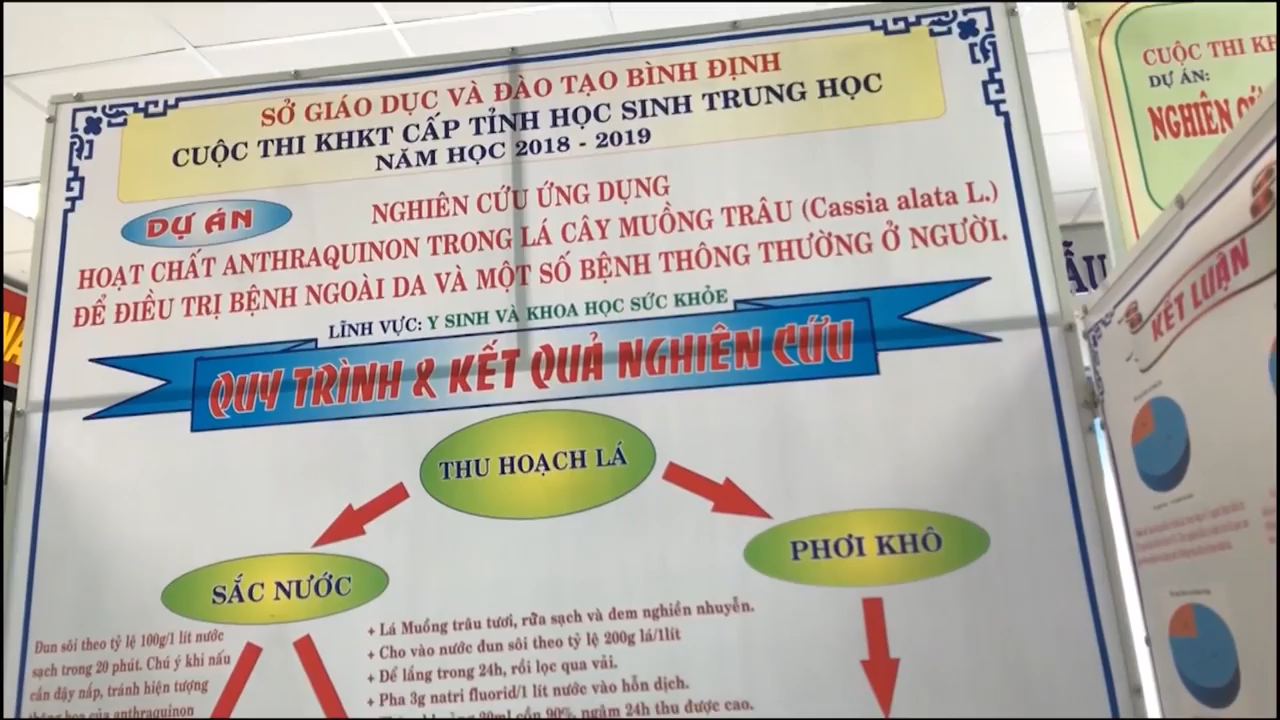 SỞ GIÁO DỤC VÀ ĐÀO TẠO BÌNH ĐỊNH
CUỘC THI KHKT CẤP TỈNH HỌC SINH TRUNG HỌC
NĂM HỌC 2018 - 2019
DỰ ÁN
NGHIÊN CỨU ỨNG DỤNG
HOẠT CHẤT ANTHRAQUINON TRONG LÁ CÂY MUỒNG TRÂU (Cassia alata L.)
ĐỂ ĐIỀU TRỊ BỆNH NGOÀI DA VÀ MỘT SỐ BỆNH THÔNG THƯỜNG Ở NGƯỜI.
LĨNH VỰC: Y SINH VÀ KHOA HỌC SỨC KHỎE
QUY TRÌNH & KẾT QUẢ NGHIÊN CỨU
THU HOẠCH LÁ
SẮC NƯỚC
PHƠI KHÔ
Đun sôi theo tỷ lệ 100g/1 lít nước
sạch trong 20 phút. Chú ý khi nấu
cần đậy nắp, tránh hiện tượng
của anthraquinon
+ Lá Muồng trâu tươi, rữa sạch và đem nghiền nhuyễn.
+ Cho vào nước đun sôi theo tỷ lệ 200g lá/1lít
+ Để lắng trong 24h, rồi lọc qua vải.
+ Pha 3g natri fluorid/1 lít nước vào hỗn dịch.
20ml cồn 90%, ngâm 24h thu được cao.
CUỘC THI
DỰ ÁN:
NGHIÊN
KẾT LUẬN